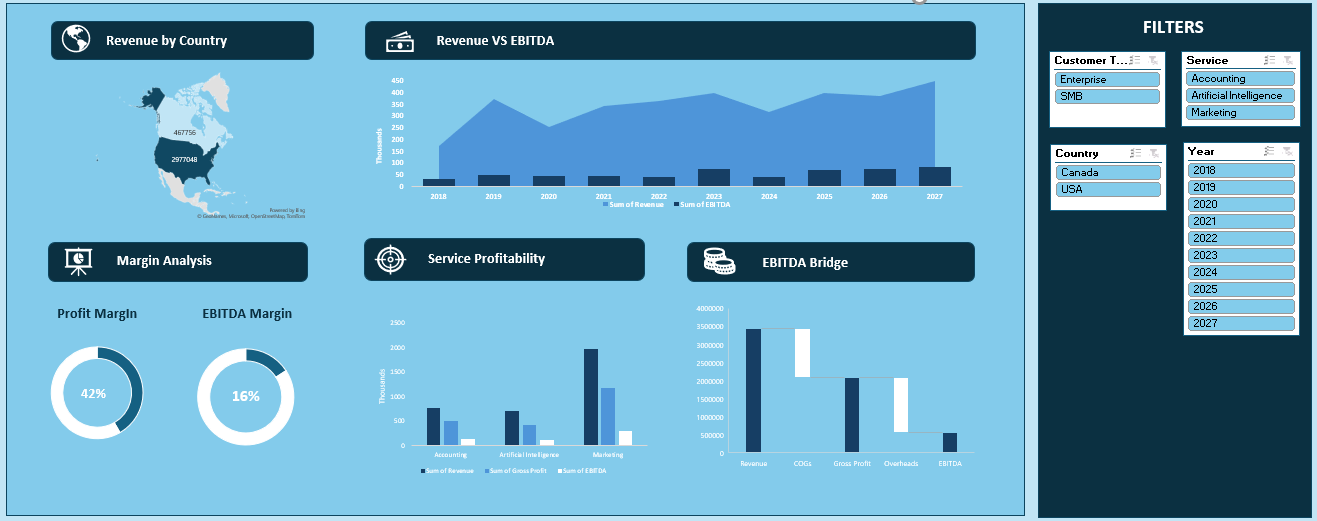 Revenue by Country
467756
2977048
Powered by Bing
© GeoNames, Microsoft, OpenStreetMap, TomTom
Revenue VS EBITDA
Thousands
450
400
350
300
250
200
150
100
50
0
2018 2019 2020 2021 2022 2023 2024 2025 2026 2027
Sum of Revenue Sum of EBITDA
Margin Analysis
Profit MargIn EBITDA Margin
42% 16%
Service Profitability
Thousands
2500
2000
1500
1000
500
0
Accounting Artificial Intelligence Marketing
Sum of Revenue Sum of Gross Profit Sum of EBITDA
EBITDA Bridge
4000000
3500000
3000000
2500000
2000000
1500000
1000000
500000
0
Revenue COGs Gross Profit Overheads EBITDA
FILTERS
Customer T...
Enterprise
SMB
Service
Accounting
Artificial Intelligence
Marketing
Country
Canada
USA
Year
2018
2019
2020
2021
2022
2023
2024
2025
2026
2027